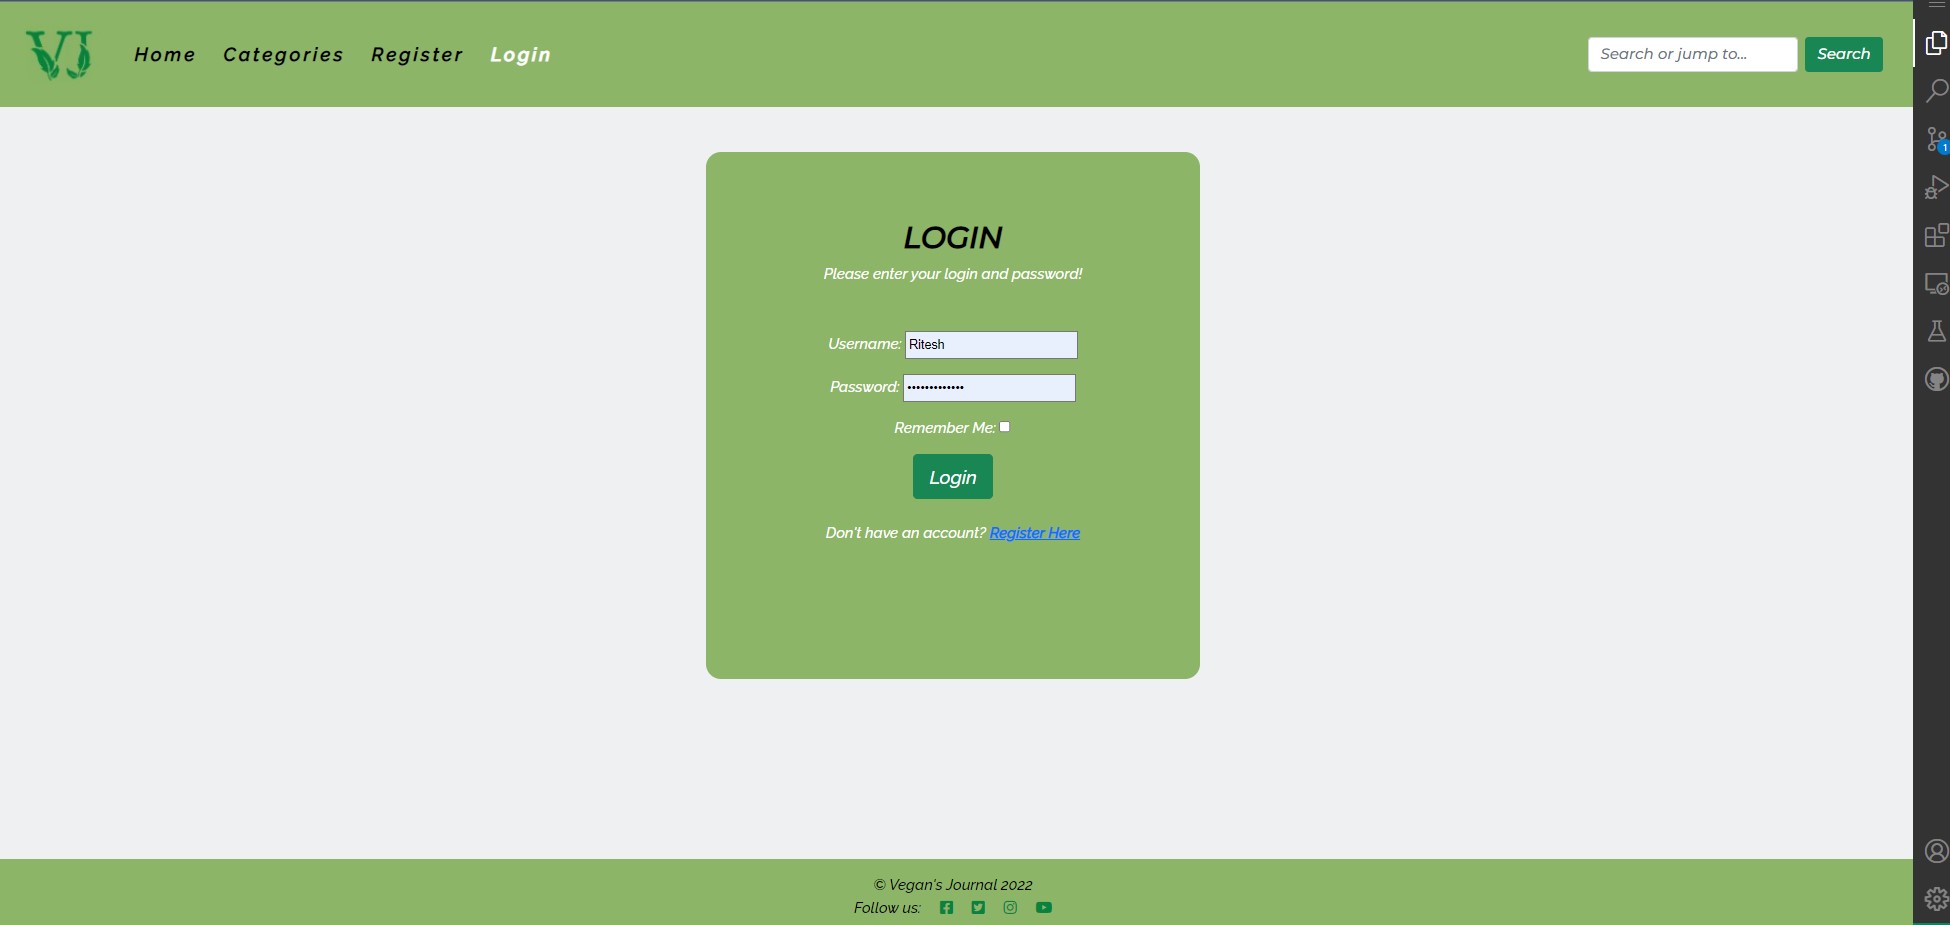 VJ Home Categories Register Login Search or jump to... Search
LOGIN
Please enter your login and password!
Username: Ritesh
Password: •••••••••••••
Remember Me:
Login
Don't have an account? Register Here
© Vegan's Journal 2022
Follow us:
1